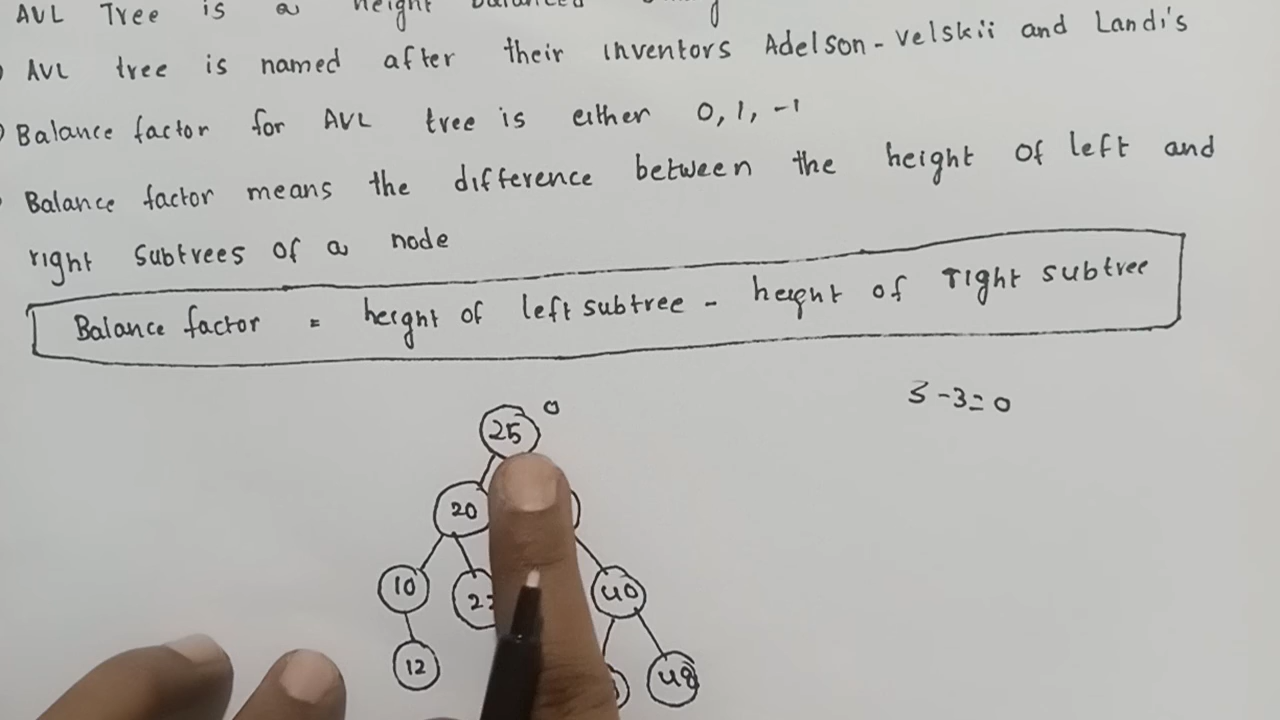 AVL Tree is a height balanced
AVL tree is named after their inventors Adelson-Velskii and Landi's
Balance factor for AVL tree is either 0, 1, -1
Balance factor means the difference between the height of left and
right subtrees of a node
Balance factor = height of left subtree - height of right subtree
3-3=0
25 0
20
10 40
12 48